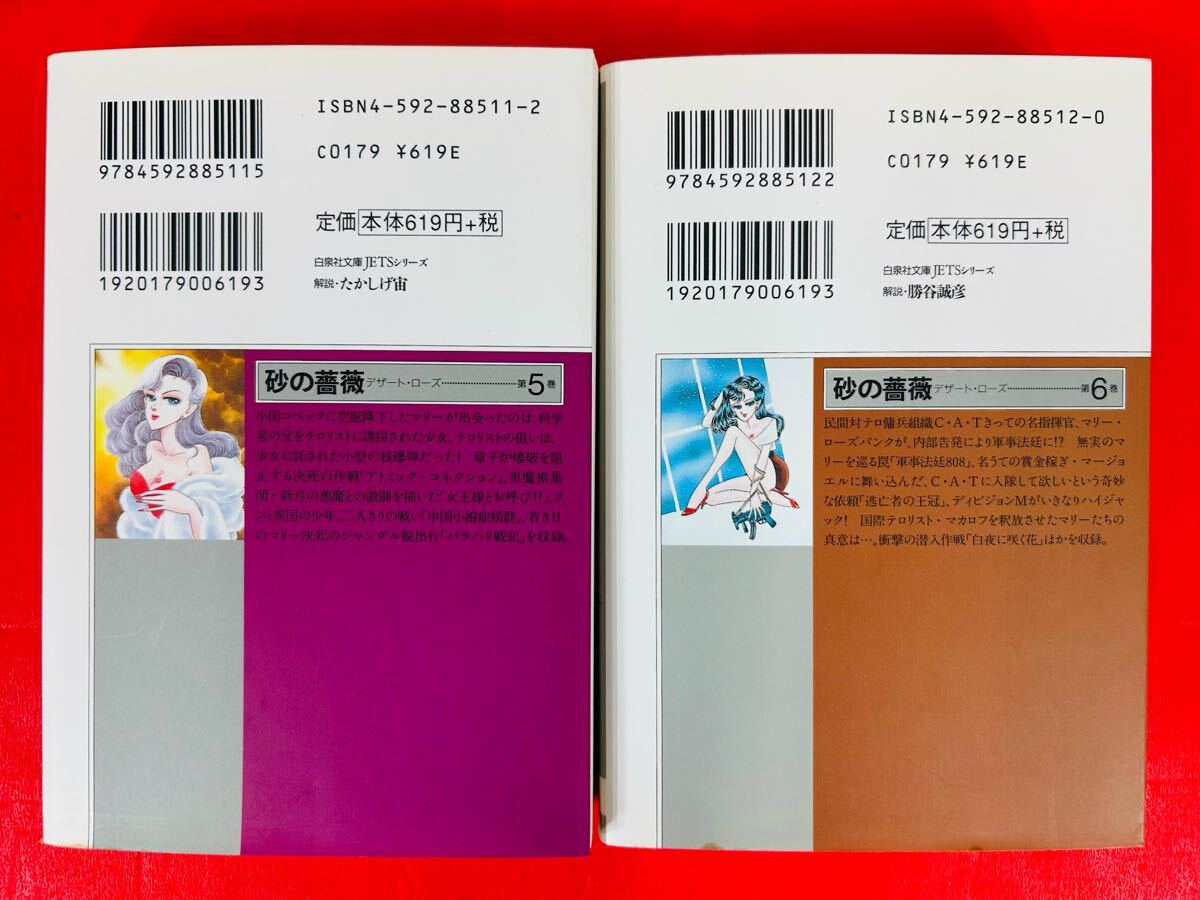 ISBN4-592-88511-2
9784592885115
C0179 ¥619E
定価 本体619円+税
1920179006193
白泉社文庫JETSシリーズ
解説・たかしげ宙
砂の薔薇 デザート・ローズ 第5巻
小国コベックに空挺降下したマリーが出会ったのは、科学
者の父をテロリストに誘拐された少女。テロリストの狙いは、
少女に託された小型の核爆弾だった! 原子炉爆破を阻
止する決死の作戦「アトミック・コネクション」、黒魔術集
団・新月の悪魔との激闘を描いた「女王様とお呼び!!」、リ
ンと異国の少年、二人きりの戦い「中国小娘症候群」、若き日
のマリー決死のジャングル脱出行「バラハリ戦記」を収録。
ISBN4-592-88512-0
9784592885122
C0179 ¥619E
定価 本体619円+税
1920179006193
白泉社文庫JETSシリーズ
解説・勝谷誠彦
砂の薔薇 デザート・ローズ 第6巻
民間対テロ傭兵組織C・A・Tきっての名指揮官、マリー・
ローズバンクが、内部告発により軍事法廷に!? 無実のマ
リーを巡る罠「軍事法廷808」、名うての賞金稼ぎ・マージョ
エルに舞い込んだ、C・A・Tに入隊して欲しいという奇妙
な依頼「逃亡者の王冠」、ディビジョンMがいきなりハイジャ
ック! 国際テロリスト・マカロフを釈放させたマリーたちの
真意は…。衝撃の潜入作戦「白夜に咲く花」ほかを収録。